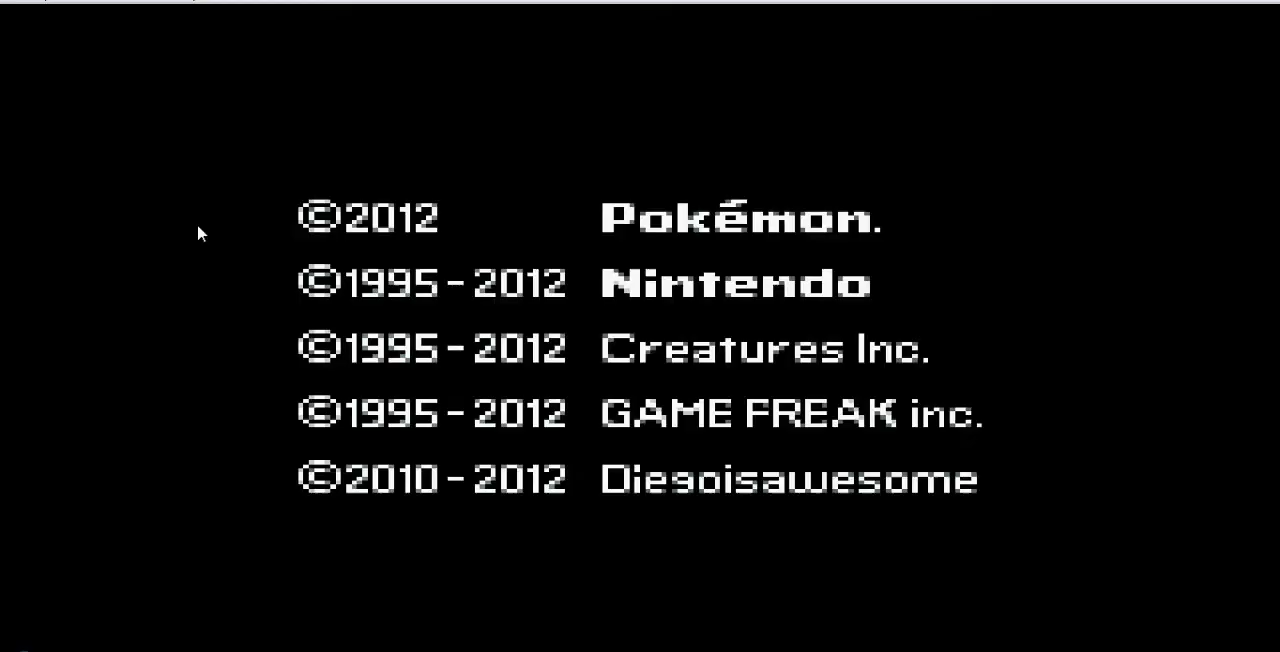 ©2012 Pokémon.
©1995-2012 Nintendo
©1995-2012 Creatures Inc.
©1995-2012 GAME FREAK inc.
©2010-2012 Diegoisawesome